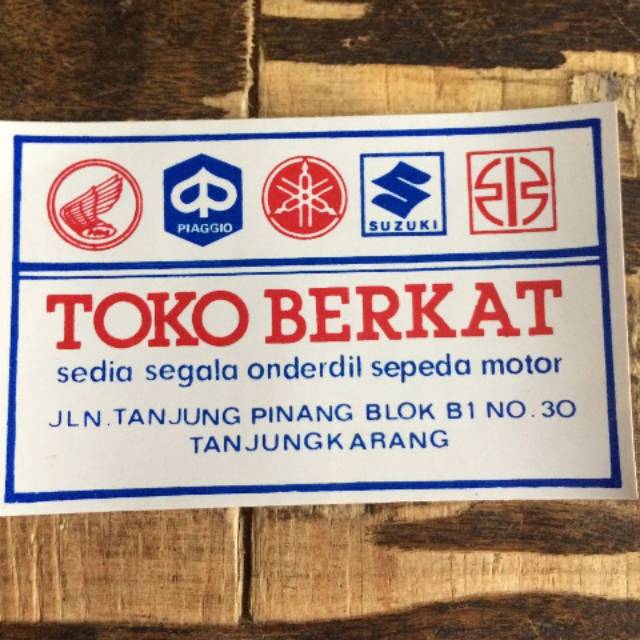 PIAGGIO
SUZUKI
TOKO BERKAT
sedia segala onderdil sepeda motor
JLN.TANJUNG PINANG BLOK B1 NO.30
TANJUNGKARANG